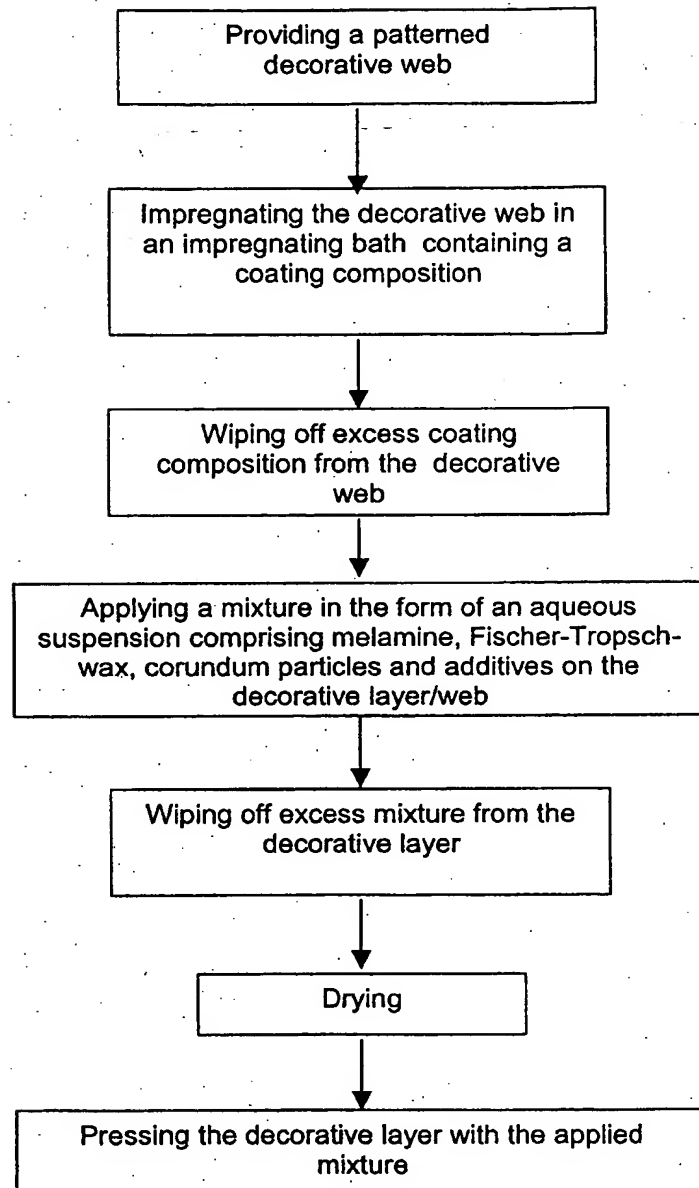 Providing a patterned
decorative web
Impregnating the decorative web in
an impregnating bath containing a
coating composition
Wiping off excess coating
composition from the decorative
web
Applying a mixture in the form of an aqueous
suspension comprising melamine, Fischer-Tropsch-
wax, corundum particles and additives on the
decorative layer/web
Wiping off excess mixture from the
decorative layer
Drying
Pressing the decorative layer with the applied
mixture